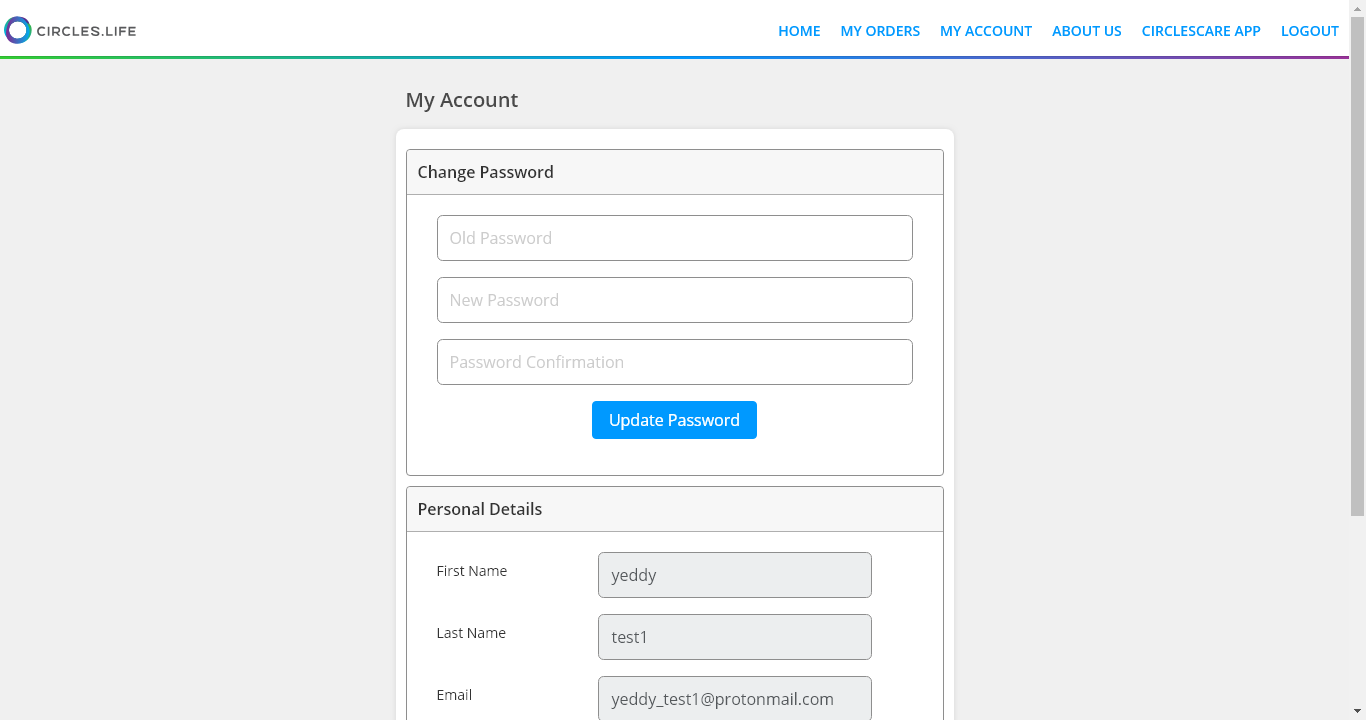 CIRCLES.LIFE
HOME MY ORDERS MY ACCOUNT ABOUT US CIRCLESCARE APP LOGOUT
My Account
Change Password
Old Password
New Password
Password Confirmation
Update Password
Personal Details
First Name yeddy
Last Name test1
Email yeddy_test1@protonmail.com